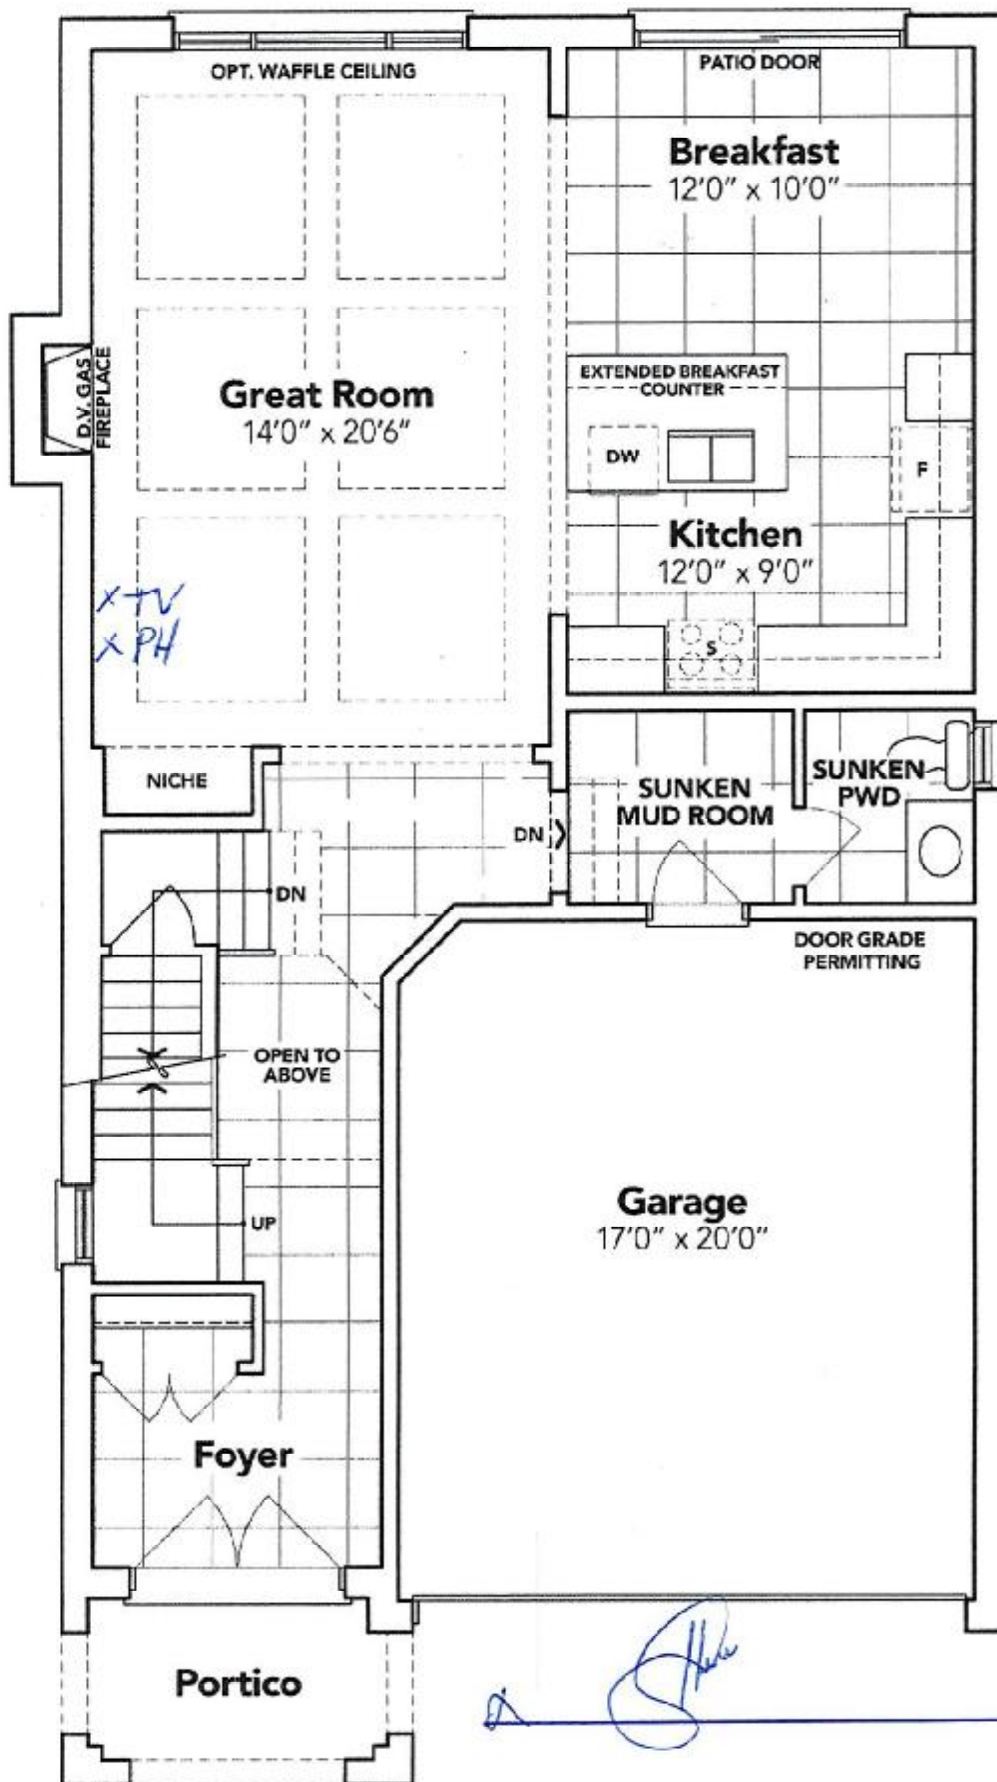 OPT. WAFFLE CEILING
PATIO DOOR
Breakfast
12'0" x 10'0"
D.V. GAS
FIREPLACE
Great Room
14'0" x 20'6"
EXTENDED BREAKFAST
COUNTER
DW
F
Kitchen
12'0" x 9'0"
S
X TV
X PH
NICHE
SUNKEN
MUD ROOM
SUNKEN
PWD
DN
DN
DOOR GRADE
PERMITTING
OPEN TO
ABOVE
UP
Garage
17'0" x 20'0"
Foyer
Portico